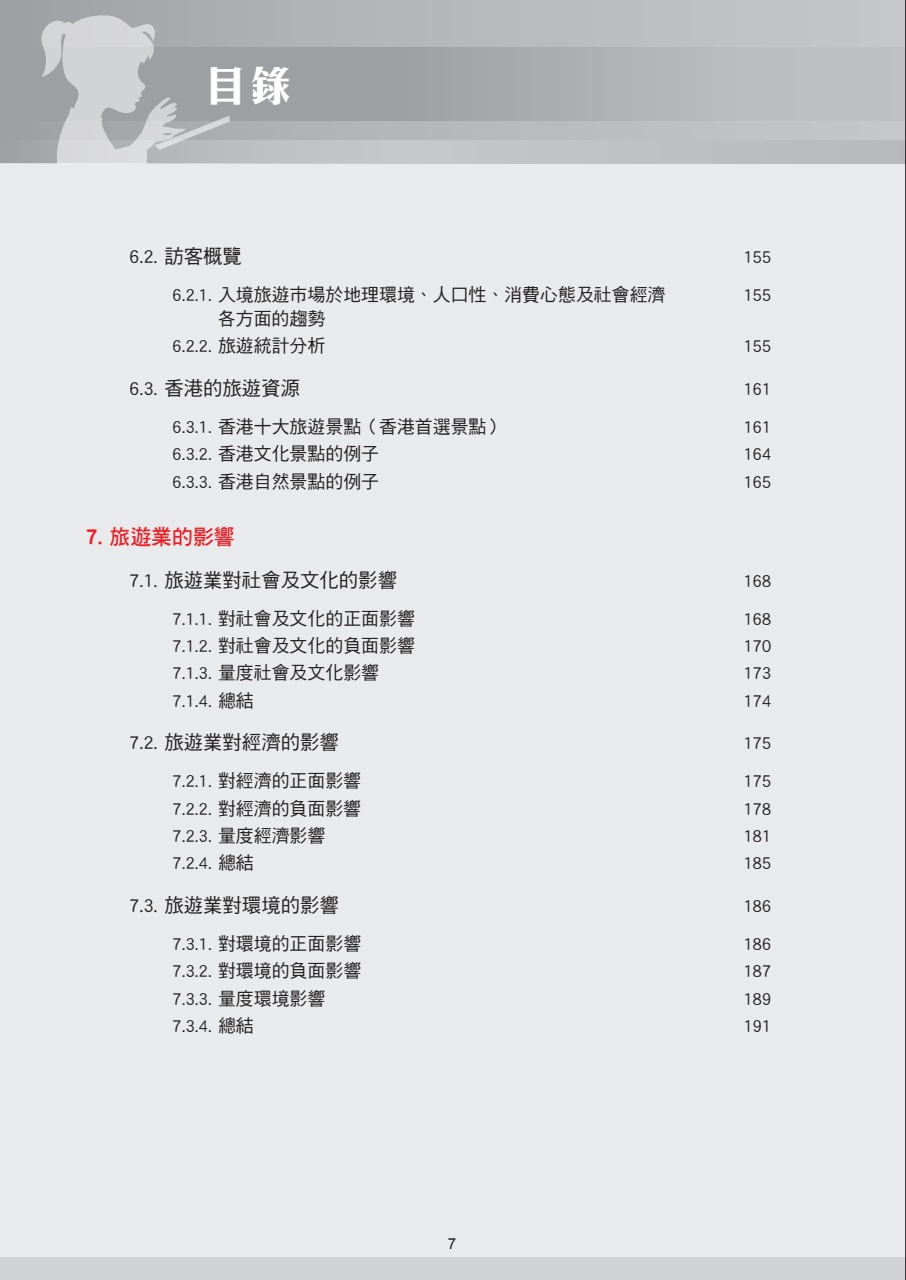 目錄
6.2. 訪客概覽 155
6.2.1. 入境旅遊市場於地理環境、人口性、消費心態及社會經濟 155
各方面的趨勢
6.2.2. 旅遊統計分析 155
6.3. 香港的旅遊資源 161
6.3.1. 香港十大旅遊景點（香港首選景點） 161
6.3.2. 香港文化景點的例子 164
6.3.3. 香港自然景點的例子 165
7. 旅遊業的影響
7.1. 旅遊業對社會及文化的影響 168
7.1.1. 對社會及文化的正面影響 168
7.1.2. 對社會及文化的負面影響 170
7.1.3. 量度社會及文化影響 173
7.1.4. 總結 174
7.2. 旅遊業對經濟的影響 175
7.2.1. 對經濟的正面影響 175
7.2.2. 對經濟的負面影響 178
7.2.3. 量度經濟影響 181
7.2.4. 總結 185
7.3. 旅遊業對環境的影響 186
7.3.1. 對環境的正面影響 186
7.3.2. 對環境的負面影響 187
7.3.3. 量度環境影響 189
7.3.4. 總結 191
7